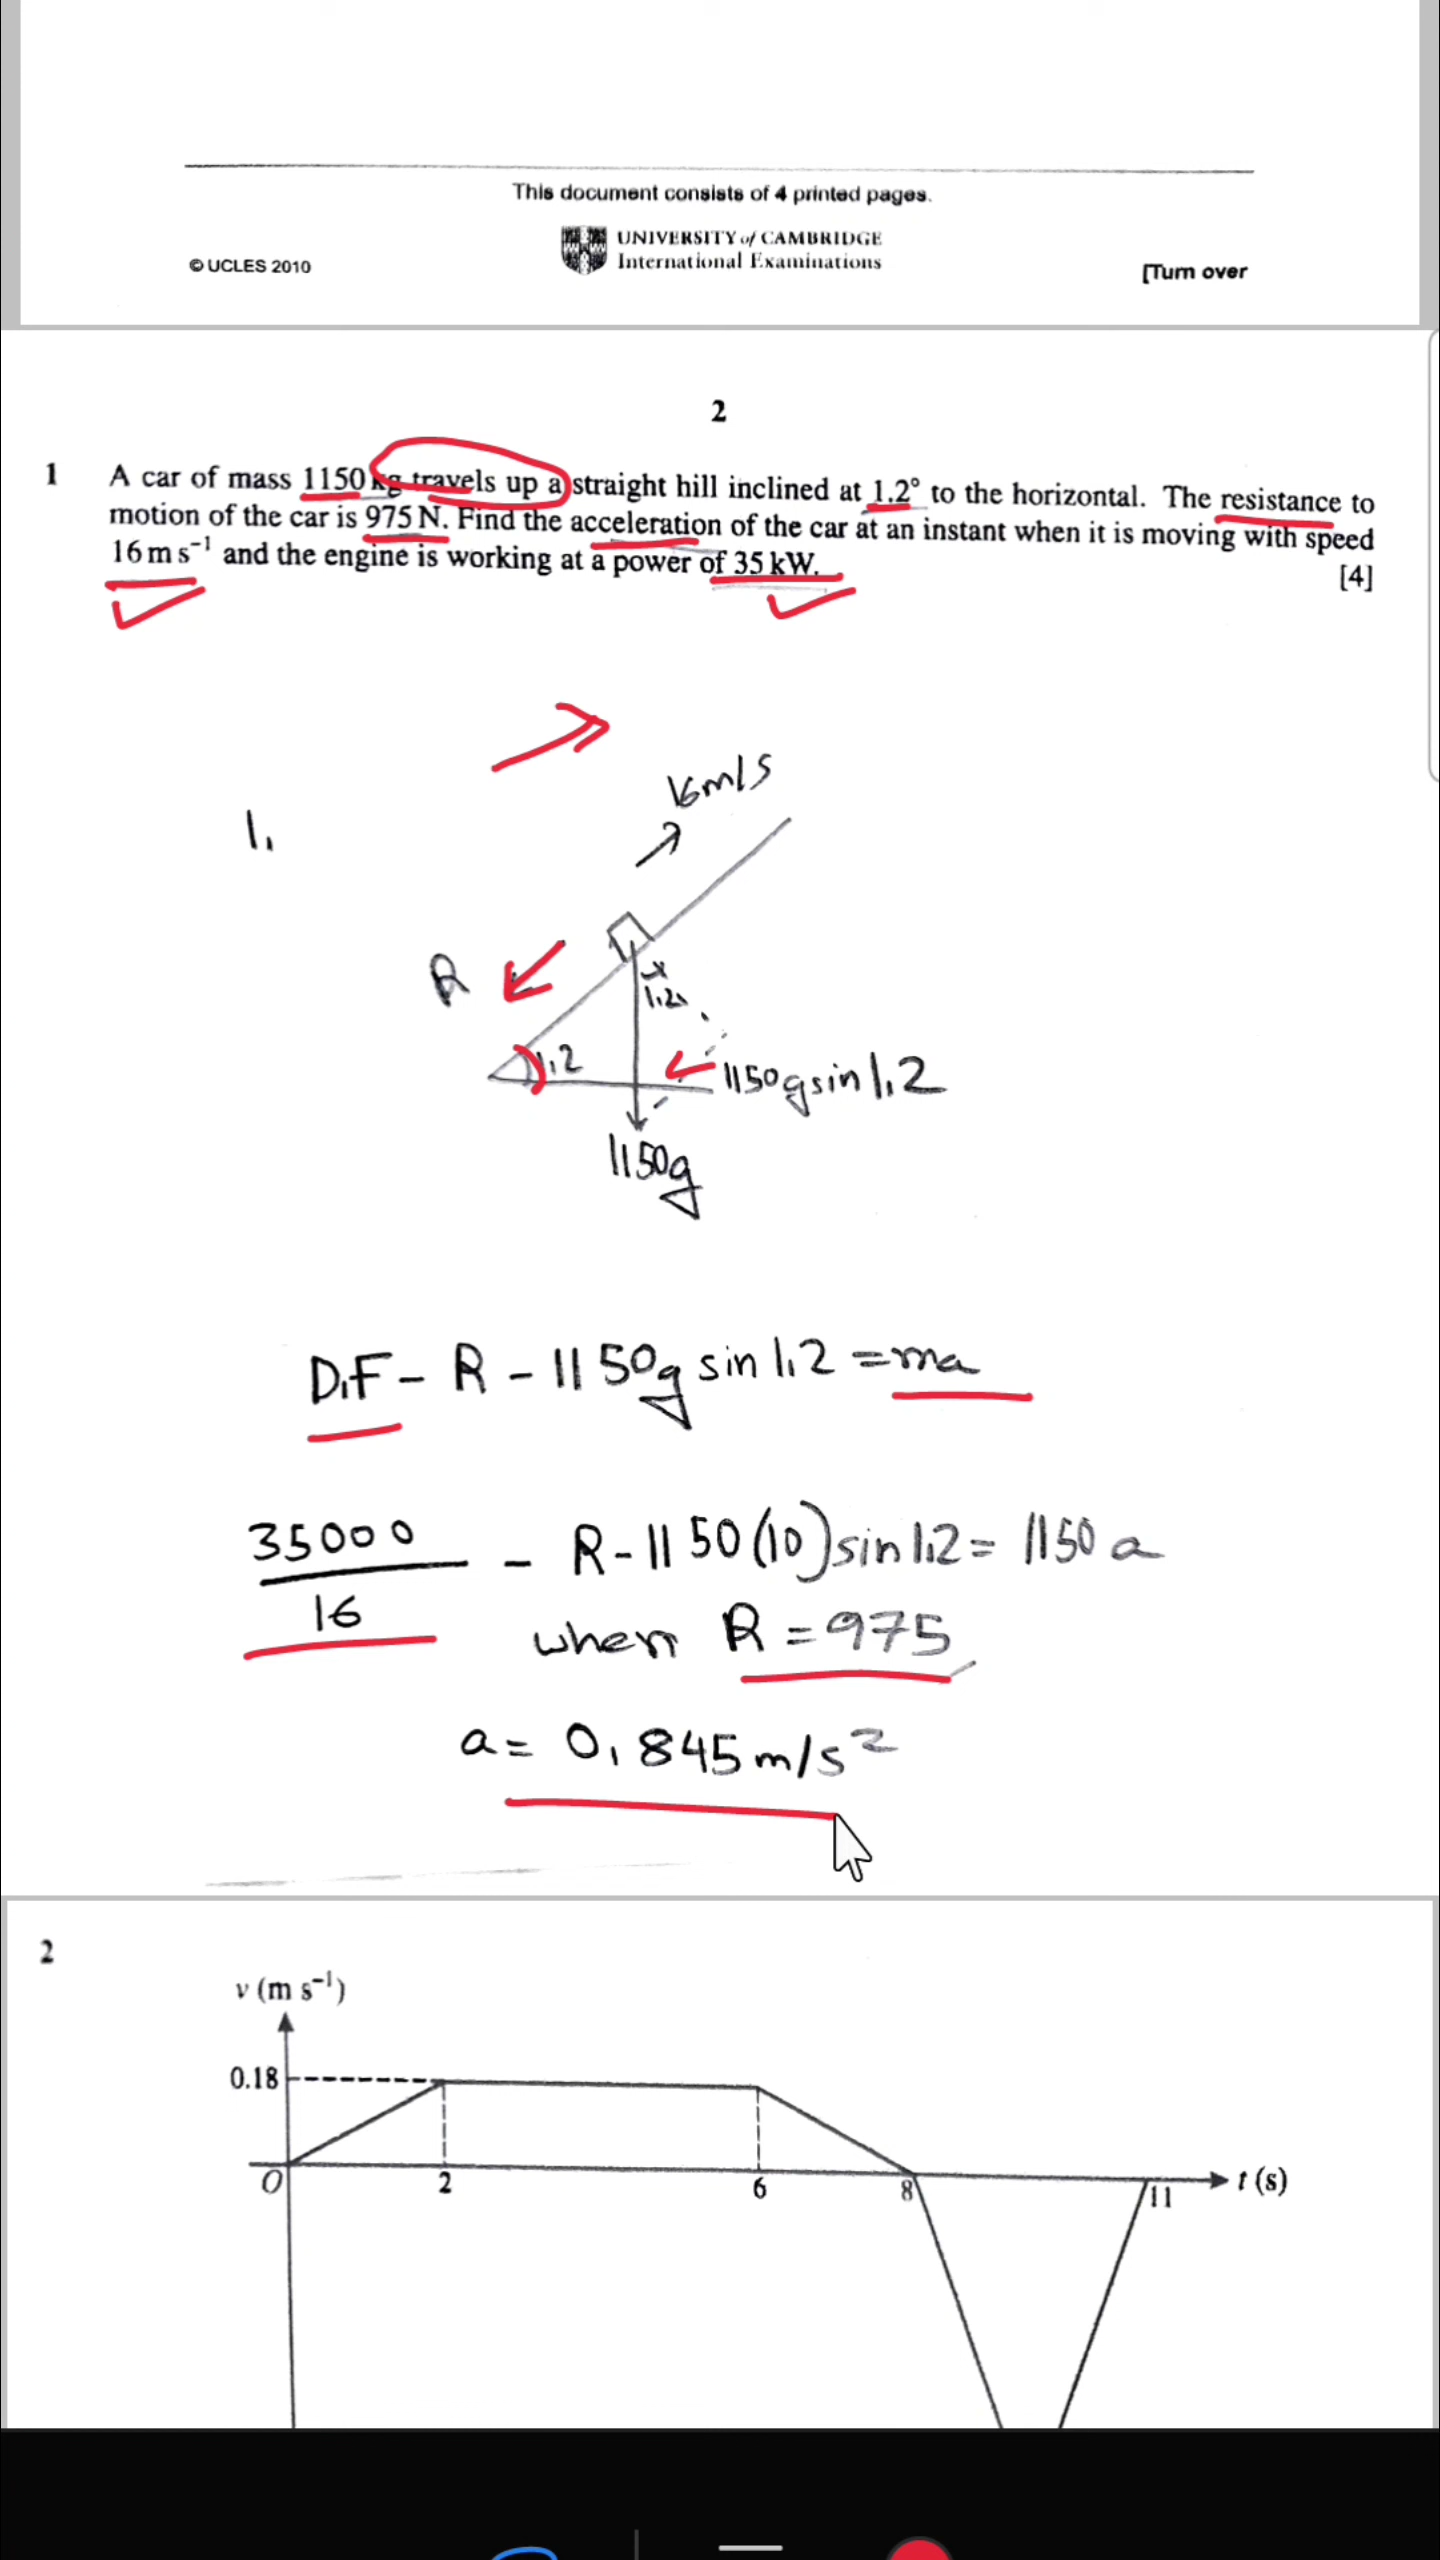 This document consists of 4 printed pages.
© UCLES 2010
UNIVERSITY of CAMBRIDGE
International Examinations
[Turn over
2
1 A car of mass 1150 kg travels up a straight hill inclined at 1.2° to the horizontal. The resistance to
motion of the car is 975 N. Find the acceleration of the car at an instant when it is moving with speed
16 m s⁻¹ and the engine is working at a power of 35 kW. [4]
16m/s
1.
R
1.2
1.2
1150gsin1.2
1150g
D.F - R - 1150g sin 1.2 = ma
35000/16 - R - 1150(10) sin1.2 = 1150 a
when R = 975
a = 0.845 m/s²
2
v (m s⁻¹)
0.18
O 2 6 8 11 t (s)